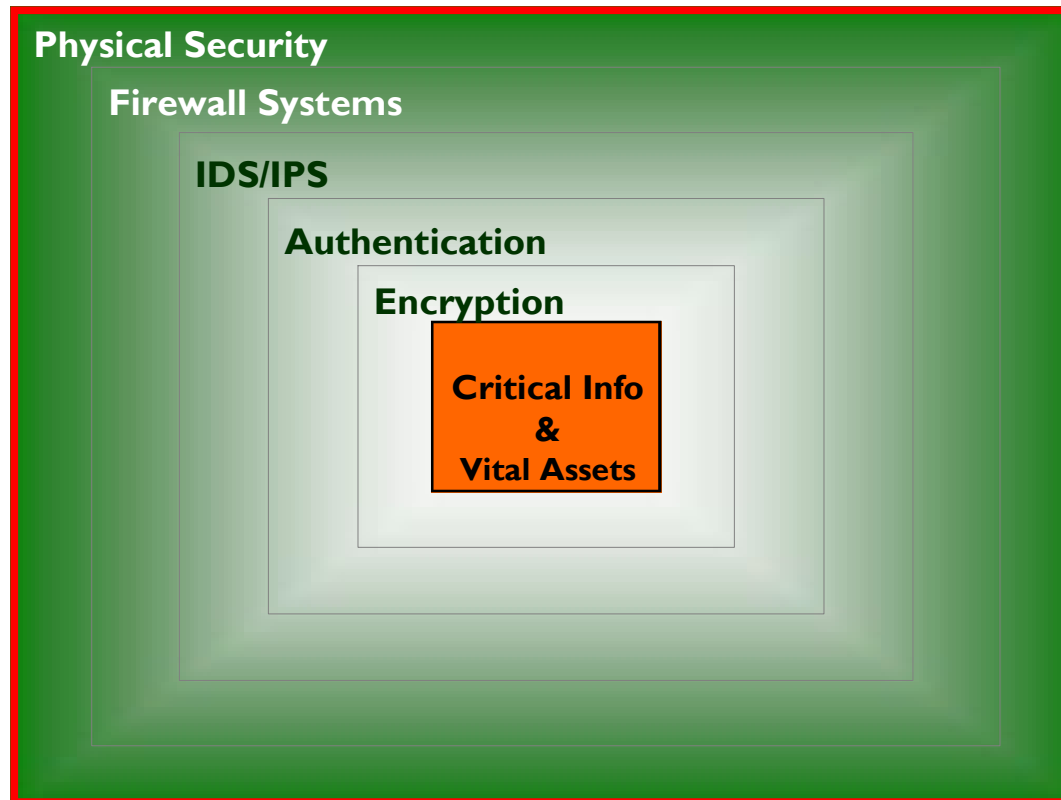 Physical Security
Firewall Systems
IDS/IPS
Authentication
Encryption
Critical Info
&
Vital Assets